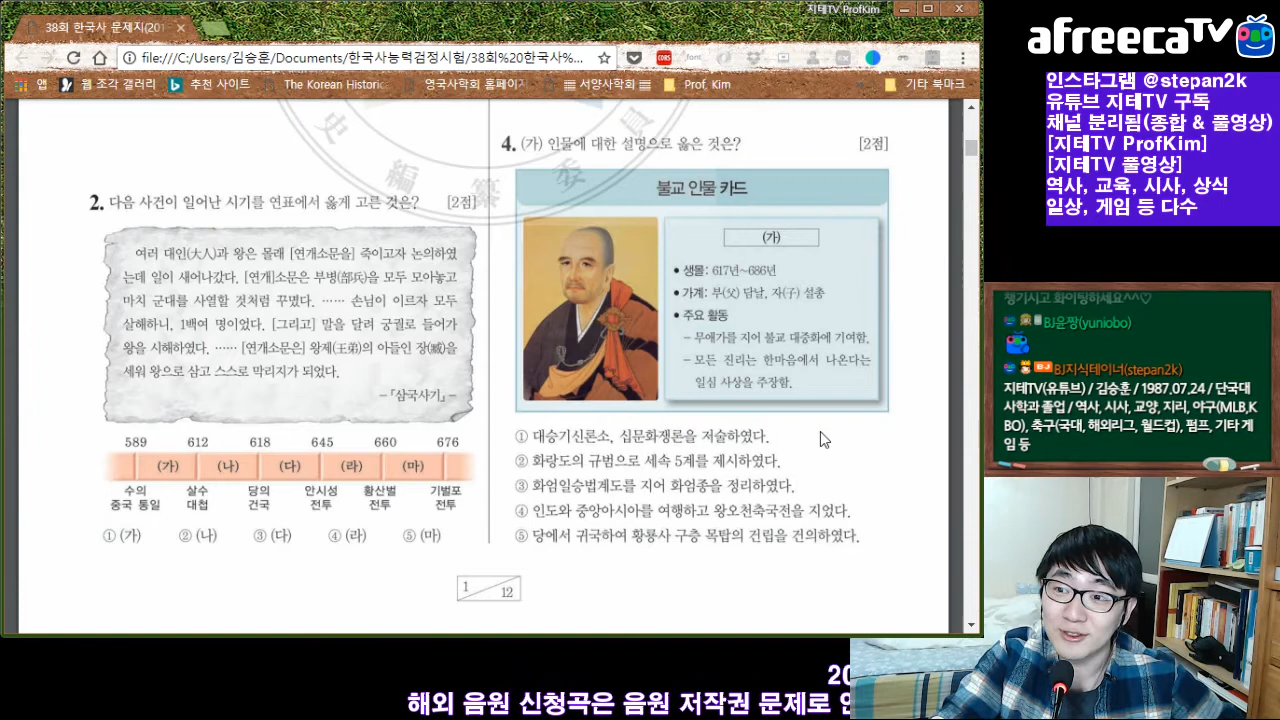 지테TV ProfKim
38회 한국사 문제지(201
file:///C:/Users/김승훈/Documents/한국사능력검정시험/38회%20한국사%...
앱 웹 조각 갤러리 추천 사이트 The Korean Historic 영국사학회 홈페이지 서양사학회 Prof. Kim 기타 북마크
史 編 纂 委 員
2. 다음 사건이 일어난 시기를 연표에서 옳게 고른 것은? [2점]
여러 대인(大人)과 왕은 몰래 [연개소문을] 죽이고자 논의하였
는데 일이 새어나갔다. [연개]소문은 부병(部兵)을 모두 모아놓고
마치 군대를 사열할 것처럼 꾸몄다. …… 손님이 이르자 모두
살해하니, 1백여 명이었다. [그리고] 말을 달려 궁궐로 들어가
왕을 시해하였다. …… [연개소문은] 왕제(王弟)의 아들인 장(臧)을
세워 왕으로 삼고 스스로 막리지가 되었다.
-『삼국사기』-
589 612 618 645 660 676
(가) (나) (다) (라) (마)
수의 살수 당의 안시성 황산벌 기벌포
중국 통일 대첩 건국 전투 전투 전투
① (가) ② (나) ③ (다) ④ (라) ⑤ (마)
4. (가) 인물에 대한 설명으로 옳은 것은? [2점]
불교 인물 카드
(가)
• 생몰: 617년~686년
• 가계: 부(父) 담날, 자(子) 설총
• 주요 활동
- 무애가를 지어 불교 대중화에 기여함.
- 모든 진리는 한마음에서 나온다는
일심 사상을 주장함.
① 대승기신론소, 십문화쟁론을 저술하였다.
② 화랑도의 규범으로 세속 5계를 제시하였다.
③ 화엄일승법계도를 지어 화엄종을 정리하였다.
④ 인도와 중앙아시아를 여행하고 왕오천축국전을 지었다.
⑤ 당에서 귀국하여 황룡사 구층 목탑의 건립을 건의하였다.
1 12
afreecaTV
인스타그램 @stepan2k
유튜브 지테TV 구독
채널 분리됨(종합 & 풀영상)
[지테TV ProfKim]
[지테TV 풀영상]
역사, 교육, 시사, 상식
일상, 게임 등 다수
챙기시고 화이팅하세요^^♡
BJ윤짱(yuniobo)
BJ BJ지식테이너(stepan2k)
지테TV(유튜브) / 김승훈 / 1987.07.24 / 단국대
사학과 졸업 / 역사, 시사, 교양, 지리, 야구(MLB,K
BO), 축구(국대, 해외리그, 월드컵), 펌프, 기타 게
임 등
20
해외 음원 신청곡은 음원 저작권 문제로